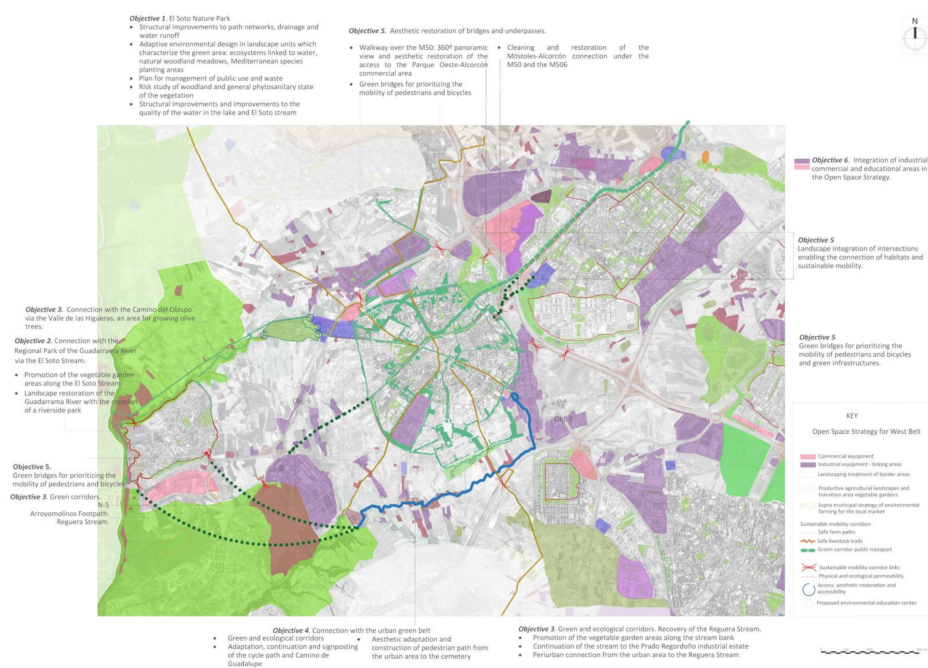 Objective 1. El Soto Nature Park
• Structural improvements to path networks, drainage and
water runoff
• Adaptive environmental design in landscape units which
characterize the green area: ecosystems linked to water,
natural woodland meadows, Mediterranean species
planting areas
• Plan for management of public use and waste
• Risk study of woodland and general phytosanitary state
of the vegetation
• Structural improvements and improvements to the
quality of the water in the lake and El Soto stream
Objective 5. Aesthetic restoration of bridges and underpasses.
• Walkway over the M50: 360º panoramic
view and aesthetic restoration of the
access to the Parque Oeste-Alcorcón
commercial area
• Green bridges for prioritizing the
mobility of pedestrians and bicycles
• Cleaning and restoration of the
Móstoles-Alcorcón connection under the
M50 and the M506
N
Objective 6. Integration of industrial
commercial and educational areas in
the Open Space Strategy.
Objective 5
Landscape integration of intersections
enabling the connection of habitats and
sustainable mobility.
Objective 3. Connection with the Camino del Obispo
via the Valle de las Higueras, an area for growing olive
trees.
Objective 2. Connection with the
Regional Park of the Guadarrama River
via the El Soto Stream.
• Promotion of the vegetable garden
areas along the El Soto Stream
• Landscape restoration of the
Guadarrama River with the creation
of a riverside park
Objective 5
Green bridges for prioritizing the
mobility of pedestrians and bicycles
and green infrastructures.
Obj. 6
Obj. 6
Objective 5.
Green bridges for prioritizing the
mobility of pedestrians and bicycles
Objective 3. Green corridors.
N-5
Arroyomolinos Footpath.
Reguera Stream.
KEY
Open Space Strategy for West Belt
Commercial equipment
Industrial equipment - linking areas
Landscaping treatment of border areas
Productive agricultural landscapes and
transition area vegetable gardens
Supra municipal strategy of environmental
farming for the local market
Sustainable mobility corridors
Safe farm paths
Safe livestock trails
Green corridor public transport
Sustainable mobility corridor links
Physical and ecological permeability
Access: aesthetic restoration and
accessibility
Proposed environmental education center
Objective 4. Connection with the urban green belt
• Green and ecological corridors
• Adaptation, continuation and signposting
of the cycle path and Camino de
Guadalupe
• Aesthetic adaptation and
construction of pedestrian path from
the urban area to the cemetery
Objective 3. Green and ecological corridors. Recovery of the Reguera Stream.
• Promotion of the vegetable garden areas along the stream bank
• Continuation of the stream to the Prado Regordoño industrial estate
• Periurban connection from the urban area to the Reguera Stream